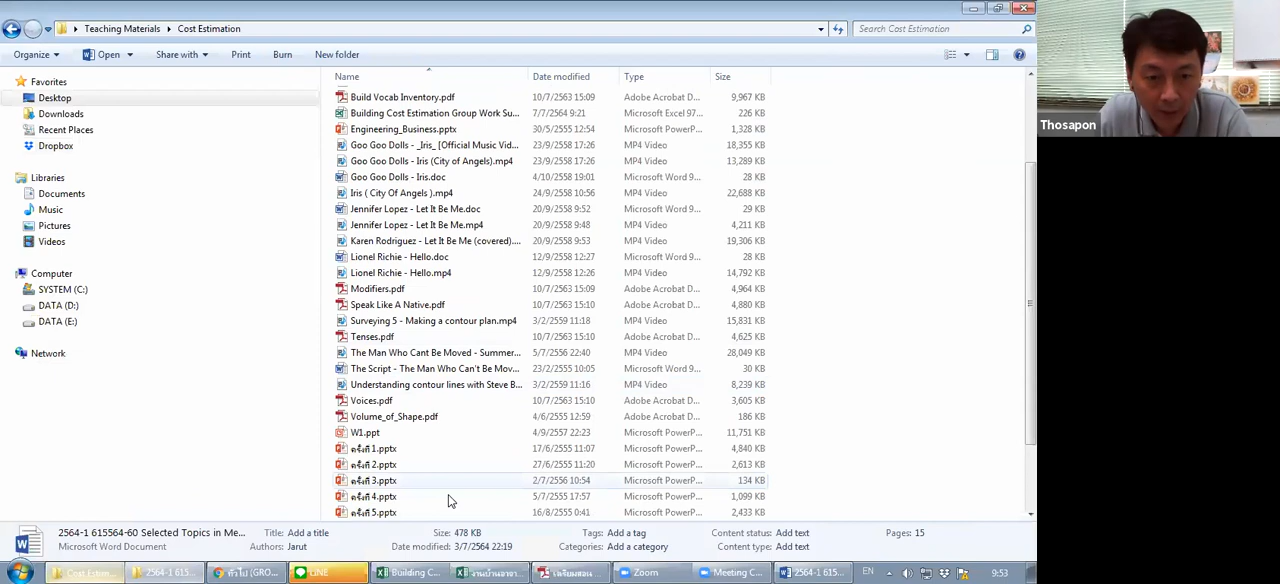 Teaching Materials ▸ Cost Estimation
Search Cost Estimation
Organize
Open
Share with
Print
Burn
New
Name
Date modified
Type
Size
Favorites
Desktop
Downloads
Recent Places
Dropbox
Libraries
Documents
Music
Pictures
Videos
Computer
SYSTEM (C:)
DATA (D:)
DATA (E:)
Network
Build Vocab Inventory.pdf 15:09 Adobe Acrobat D... 9,967 KB
Building Cost Estimation Group Work Su... 9:21 Microsoft Excel 97... 226 KB
Engineering_Business.pptx 30/5/2555 12:54 Microsoft PowerP... 1,328 KB
Goo Goo Dolls - _Iris_ [Official Music Vid... 23/9/2558 17:26 MP4 Video 18,355 KB
Goo Goo Dolls - Iris (City of Angels).mp4 23/9/2558 17:26 MP4 Video 13,289 KB
Goo Goo Dolls - Iris.doc 4/10/2558 19:01 Microsoft Word 9... 28 KB
Iris ( City Of Angels ).mp4 24/9/2558 10:56 MP4 Video 22,688 KB
Jennifer Lopez - Let It Be Me.doc 20/9/2558 9:52 Microsoft Word 9... 29 KB
Jennifer Lopez - Let It Be Me.mp4 20/9/2558 9:48 MP4 Video 4,211 KB
Karen Rodriguez - Let It Be Me (covered).... 20/9/2558 9:53 MP4 Video 19,306 KB
Lionel Richie - Hello.doc 12/9/2558 12:27 Microsoft Word 9... 28 KB
Lionel Richie - Hello.mp4 12/9/2558 12:26 MP4 Video 14,792 KB
Modifiers.pdf 10/7/2563 15:09 Adobe Acrobat D... 4,964 KB
Speak Like A Native.pdf 10/7/2563 15:10 Adobe Acrobat D... 4,880 KB
Surveying 5 - Making a contour plan.mp4 3/2/2559 11:18 MP4 Video 15,831 KB
Tenses.pdf 10/7/2563 15:10 Adobe Acrobat D... 4,625 KB
The Man Who Cant Be Moved - Summer... 5/7/2556 22:40 MP4 Video 28,049 KB
The Script - The Man Who Can't Be Mov... 23/2/2555 10:05 Microsoft Word 9... 30 KB
Understanding contour lines with Steve B... 3/2/2559 11:16 MP4 Video 8,239 KB
Voices.pdf 10/7/2563 15:10 Adobe Acrobat D... 3,605 KB
Volume_of_Shape.pdf 4/6/2555 12:59 Adobe Acrobat D... 186 KB
W1.ppt 4/9/2557 22:23 Microsoft PowerP... 11,751 KB
ครั้งที่ 1.pptx 17/6/2555 11:07 Microsoft PowerP... 4,840 KB
ครั้งที่ 2.pptx 27/6/2555 11:20 Microsoft PowerP... 2,613 KB
ครั้งที่ 3.pptx 2/7/2556 10:54 Microsoft PowerP... 134 KB
ครั้งที่ 4.pptx 5/7/2555 17:57 Microsoft PowerP... 1,099 KB
ครั้งที่ 5.pptx 16/8/2555 0:41 Microsoft PowerP... 2,433 KB
2564-1 615564-60 Selected Topics in Me... Title: Add a title Size: 478 KB Tags: Add a tag Content status: Add text Pages: 15
Microsoft Word Document Authors: Jarut Date modified: 3/7/2564 22:19 Categories: Add a category Content type: Add text
Cost Estim...
2564-1 615...
ทั่วไป (GRO...
LINE
Building C...
เตรียมสอน
Zoom
Meeting C...
2564-1 615...
EN
9:53
Thosapon